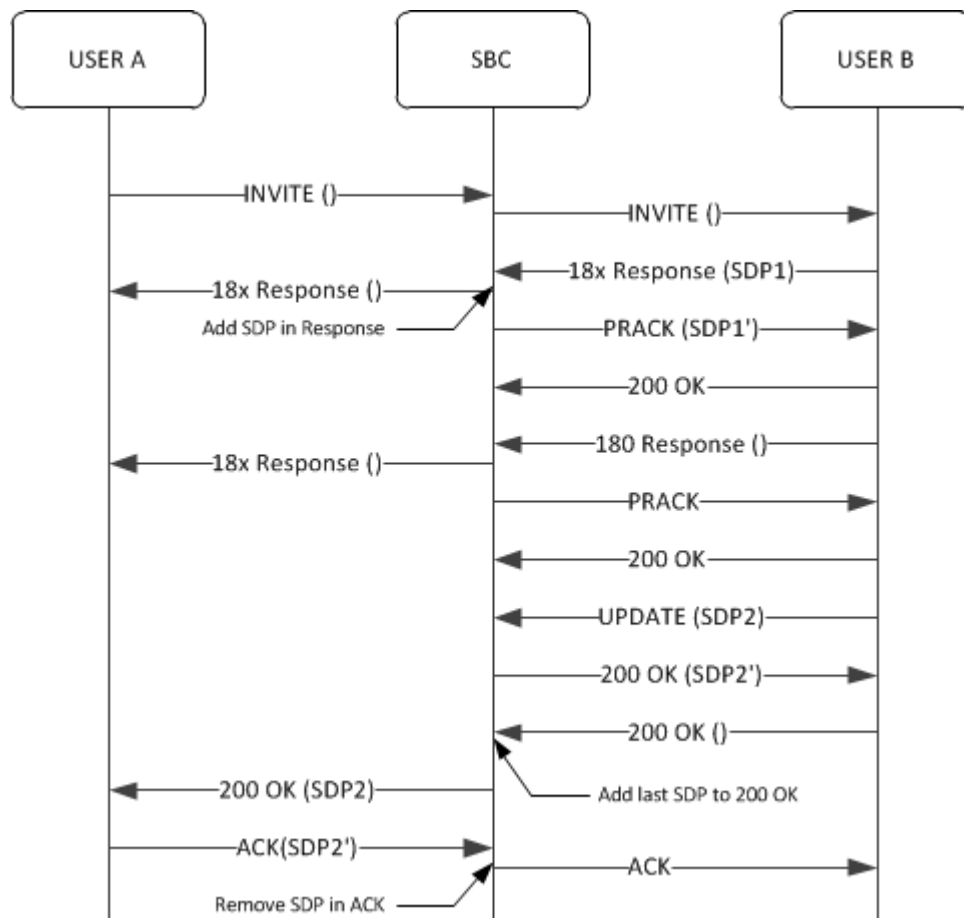 USER A
SBC
USER B
INVITE ()
INVITE ()
18x Response (SDP1)
18x Response ()
Add SDP in Response
PRACK (SDP1')
200 OK
180 Response ()
18x Response ()
PRACK
200 OK
UPDATE (SDP2)
200 OK (SDP2')
200 OK ()
200 OK (SDP2)
Add last SDP to 200 OK
ACK(SDP2')
ACK
Remove SDP in ACK